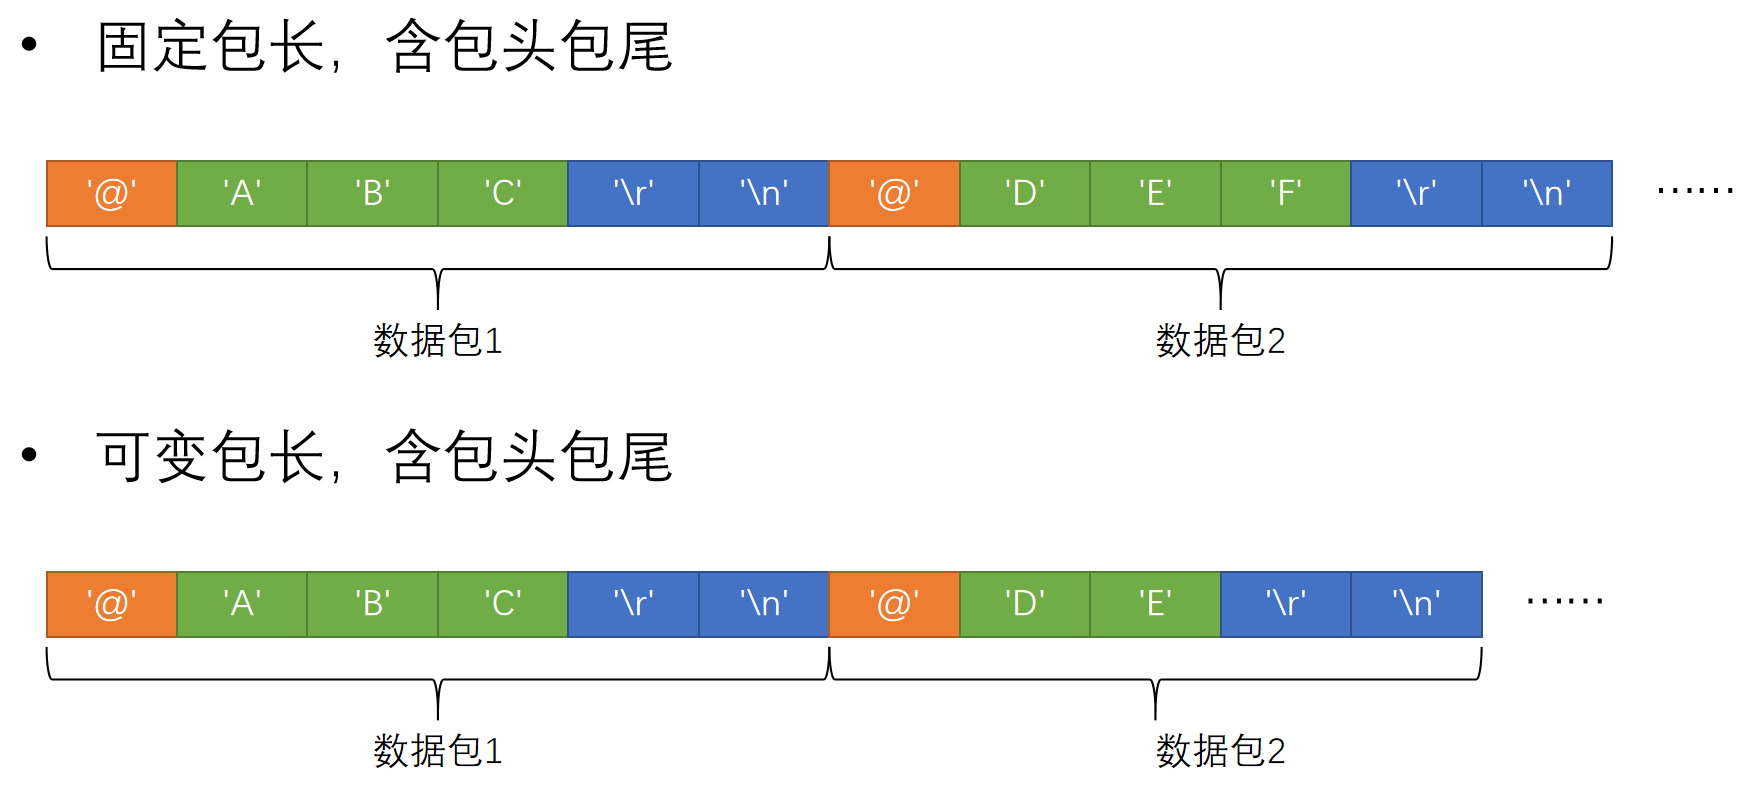 • 固定包长，含包头包尾
'@' 'A' 'B' 'C' '\r' '\n' '@' 'D' 'E' 'F' '\r' '\n' ······
数据包1 数据包2
• 可变包长，含包头包尾
'@' 'A' 'B' 'C' '\r' '\n' '@' 'D' 'E' '\r' '\n' ······
数据包1 数据包2